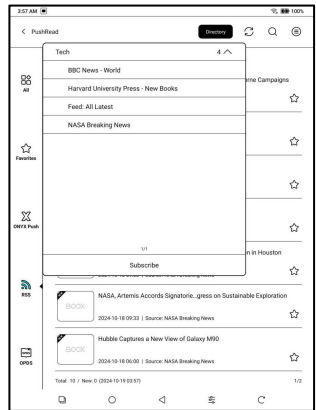 3:57 AM
100%
PushRead
Directory
Tech
4
BBC News - World
Harvard University Press - New Books
Feed: All Latest
NASA Breaking News
1/1
Subscribe
All
Favorites
ONYX Push
RSS
OPDS
rne Campaigns
n in Houston
NASA, Artemis Accords Signatorie...gress on Sustainable Exploration
BOOX
2024-10-18 09:33 | Source: NASA Breaking News
Hubble Captures a New View of Galaxy M90
BOOX
2024-10-18 06:00 | Source: NASA Breaking News
Total: 10 / New: 0 (2024-10-19 03:57)
1/2